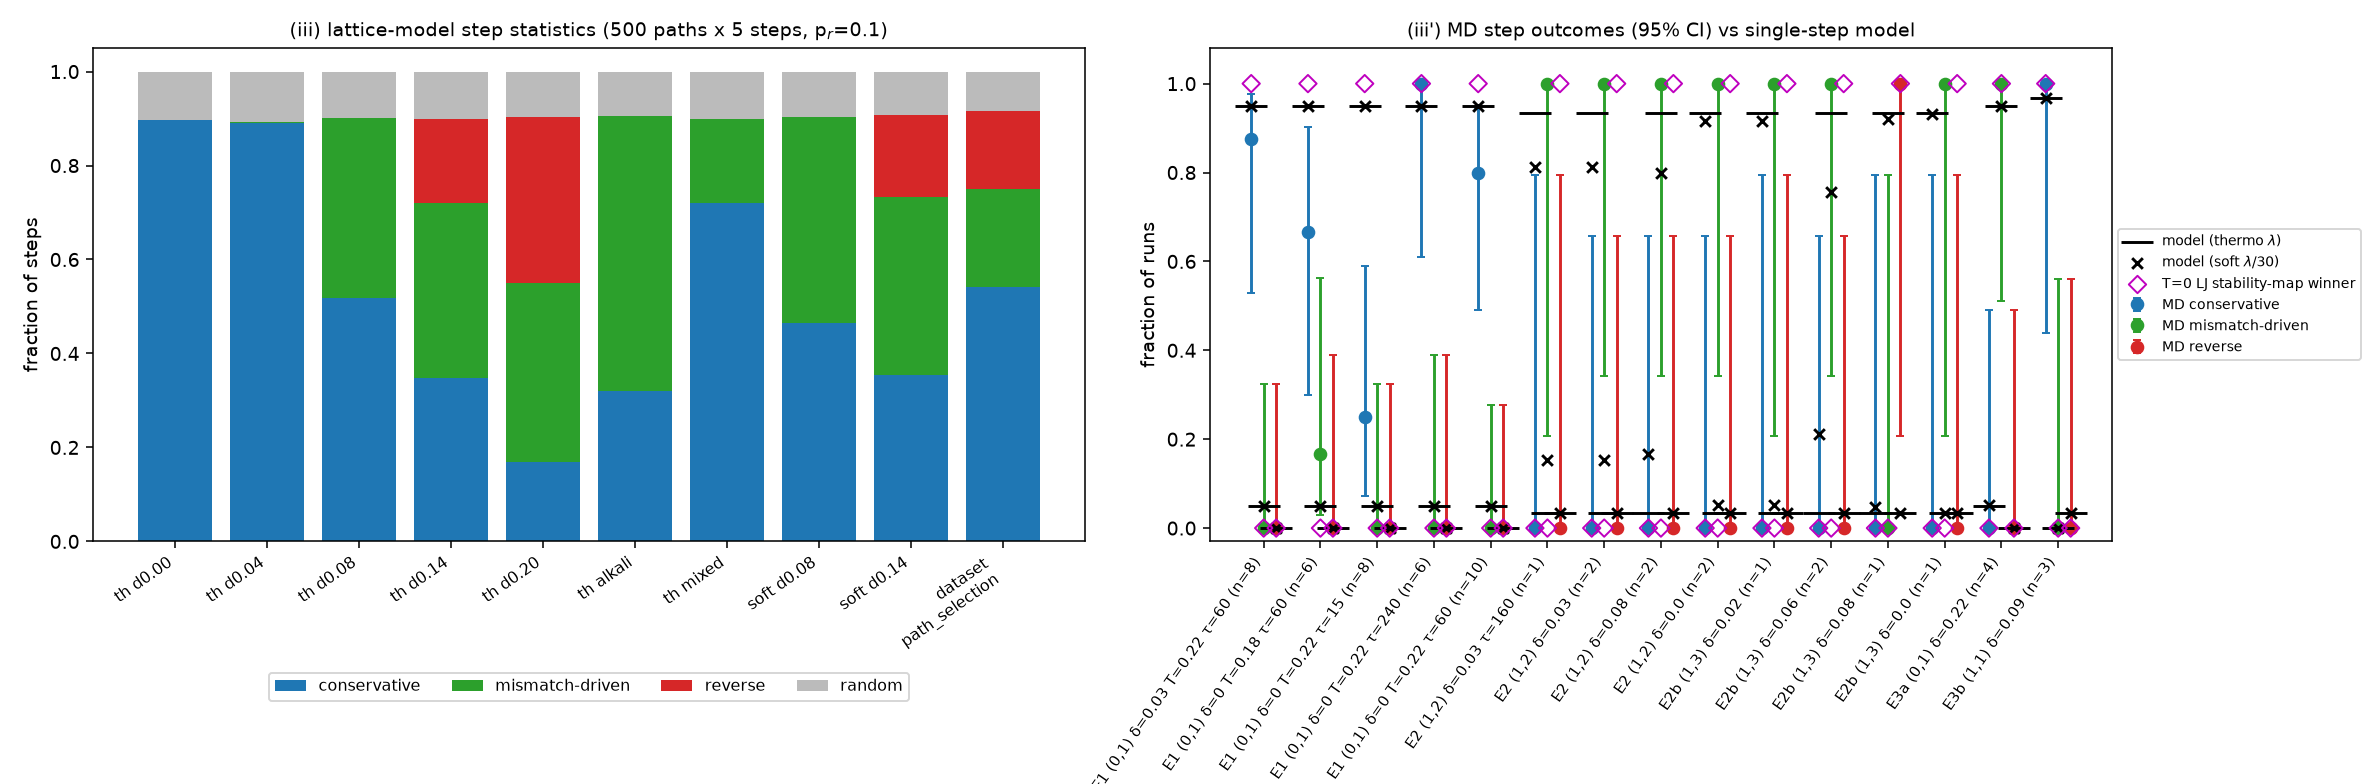 (iii) lattice-model step statistics (500 paths x 5 steps, pr=0.1)
fraction of steps
1.0
0.8
0.6
0.4
0.2
0.0
th d0.00
th d0.04
th d0.08
th d0.14
th d0.20
th alkali
th mixed
soft d0.08
soft d0.14
dataset
path_selection
conservative
mismatch-driven
reverse
random
(iii') MD step outcomes (95% CI) vs single-step model
fraction of runs
1.0
0.8
0.6
0.4
0.2
0.0
E1 (0,1) δ=0.03 T=0.22 τ=60 (n=8)
E1 (0,1) δ=0 T=0.18 τ=60 (n=6)
E1 (0,1) δ=0 T=0.22 τ=15 (n=8)
E1 (0,1) δ=0 T=0.22 τ=240 (n=6)
E1 (0,1) δ=0 T=0.22 τ=60 (n=10)
E2 (1,2) δ=0.03 τ=160 (n=1)
E2 (1,2) δ=0.03 (n=2)
E2 (1,2) δ=0.08 (n=2)
E2 (1,2) δ=0.0 (n=2)
E2b (1,3) δ=0.02 (n=1)
E2b (1,3) δ=0.06 (n=2)
E2b (1,3) δ=0.08 (n=1)
E2b (1,3) δ=0.0 (n=1)
E3a (0,1) δ=0.22 (n=4)
E3b (1,1) δ=0.09 (n=3)
model (thermo λ)
model (soft λ/30)
T=0 LJ stability-map winner
MD conservative
MD mismatch-driven
MD reverse